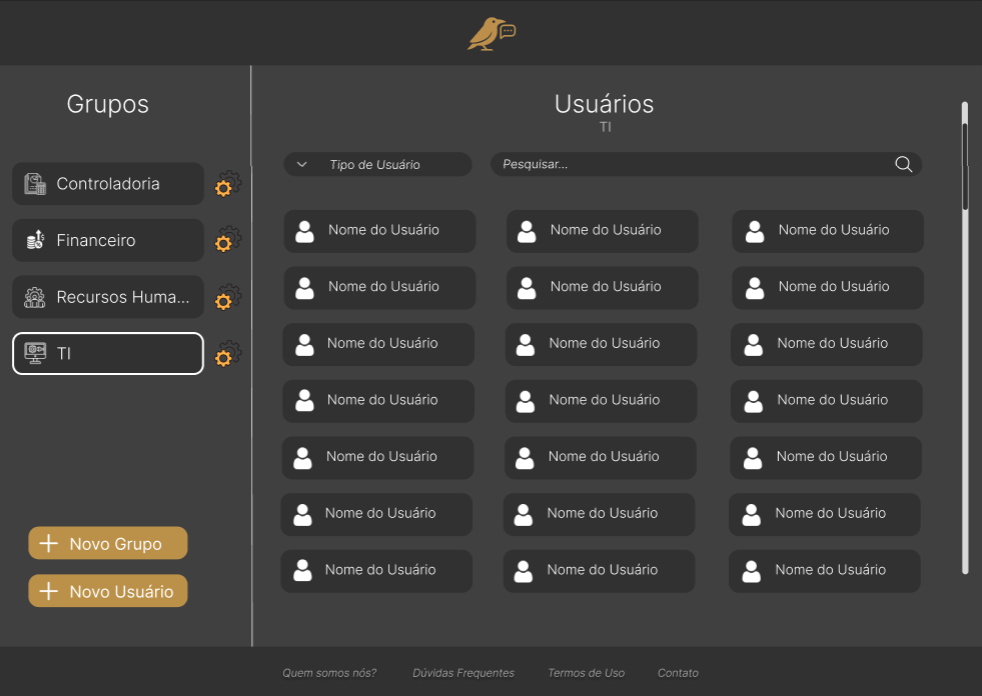 Grupos
Controladoria
Financeiro
Recursos Huma...
TI
Novo Grupo
Novo Usuário
Usuários
TI
Tipo de Usuário
Pesquisar...
Nome do Usuário Nome do Usuário Nome do Usuário
Nome do Usuário Nome do Usuário Nome do Usuário
Nome do Usuário Nome do Usuário Nome do Usuário
Nome do Usuário Nome do Usuário Nome do Usuário
Nome do Usuário Nome do Usuário Nome do Usuário
Nome do Usuário Nome do Usuário Nome do Usuário
Nome do Usuário Nome do Usuário Nome do Usuário
Quem somos nós? Dúvidas Frequentes Termos de Uso Contato